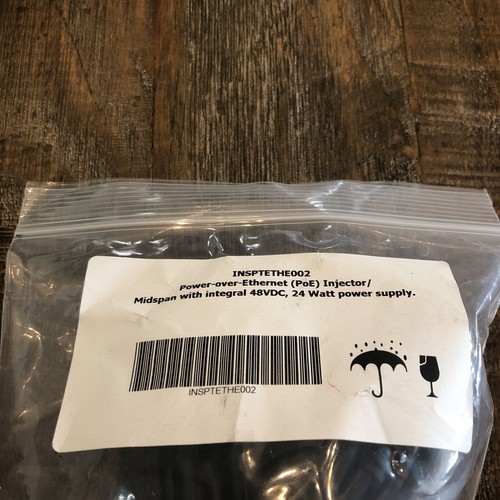 INSPTETHE002
Power-over-Ethernet (PoE) Injector/
Midspan with integral 48VDC, 24 Watt power supply.
INSPTETHE002